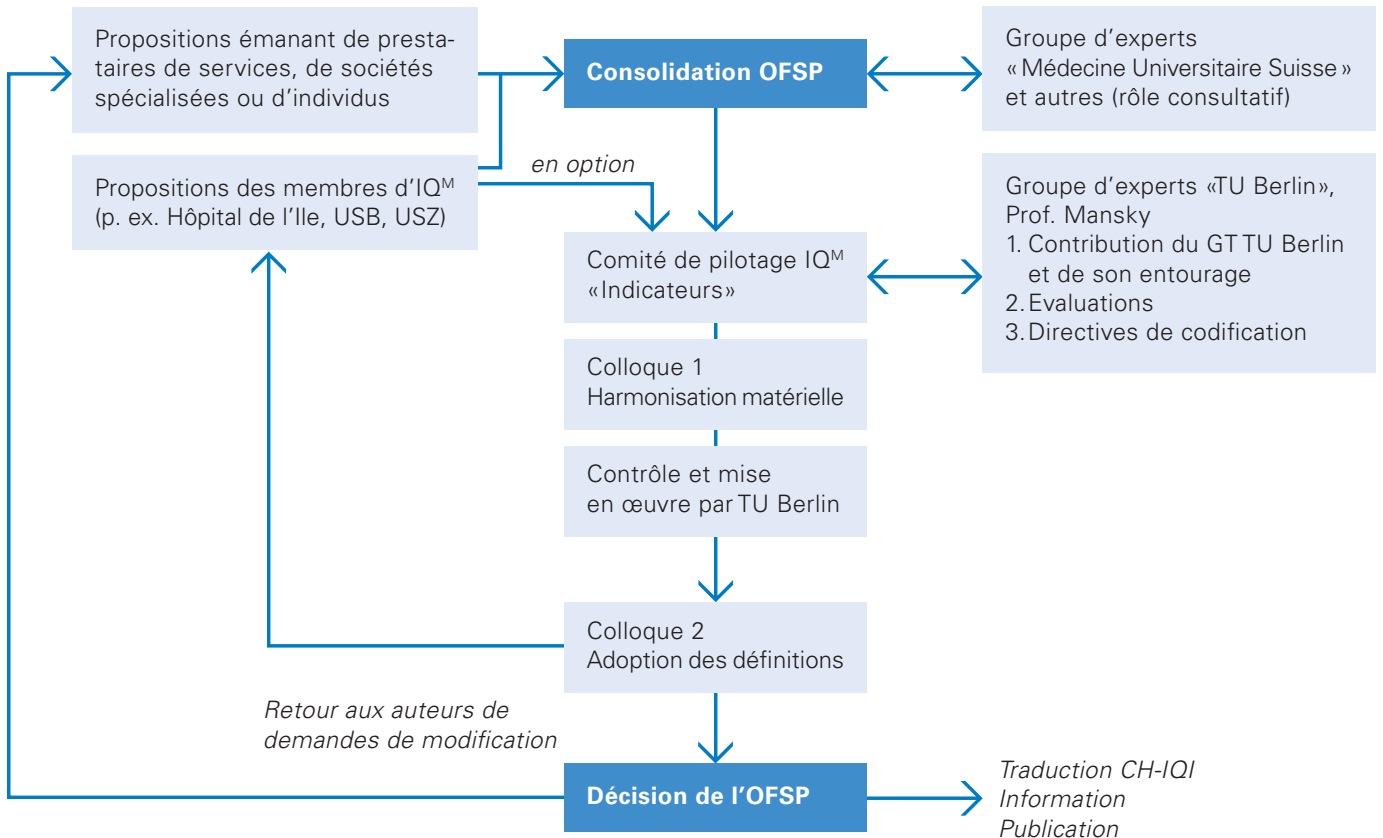 Propositions émanant de presta-
taires de services, de sociétés
spécialisées ou d'individus
Consolidation OFSP
Groupe d'experts
« Médecine Universitaire Suisse »
et autres (rôle consultatif)
Propositions des membres d'IQᴹ
(p. ex. Hôpital de l'Ile, USB, USZ)
en option
Comité de pilotage IQᴹ
«Indicateurs»
Groupe d'experts «TU Berlin»,
Prof. Mansky
1. Contribution du GT TU Berlin
et de son entourage
2. Evaluations
3. Directives de codification
Colloque 1
Harmonisation matérielle
Contrôle et mise
en œuvre par TU Berlin
Colloque 2
Adoption des définitions
Retour aux auteurs de
demandes de modification
Décision de l'OFSP
Traduction CH-IQI
Information
Publication